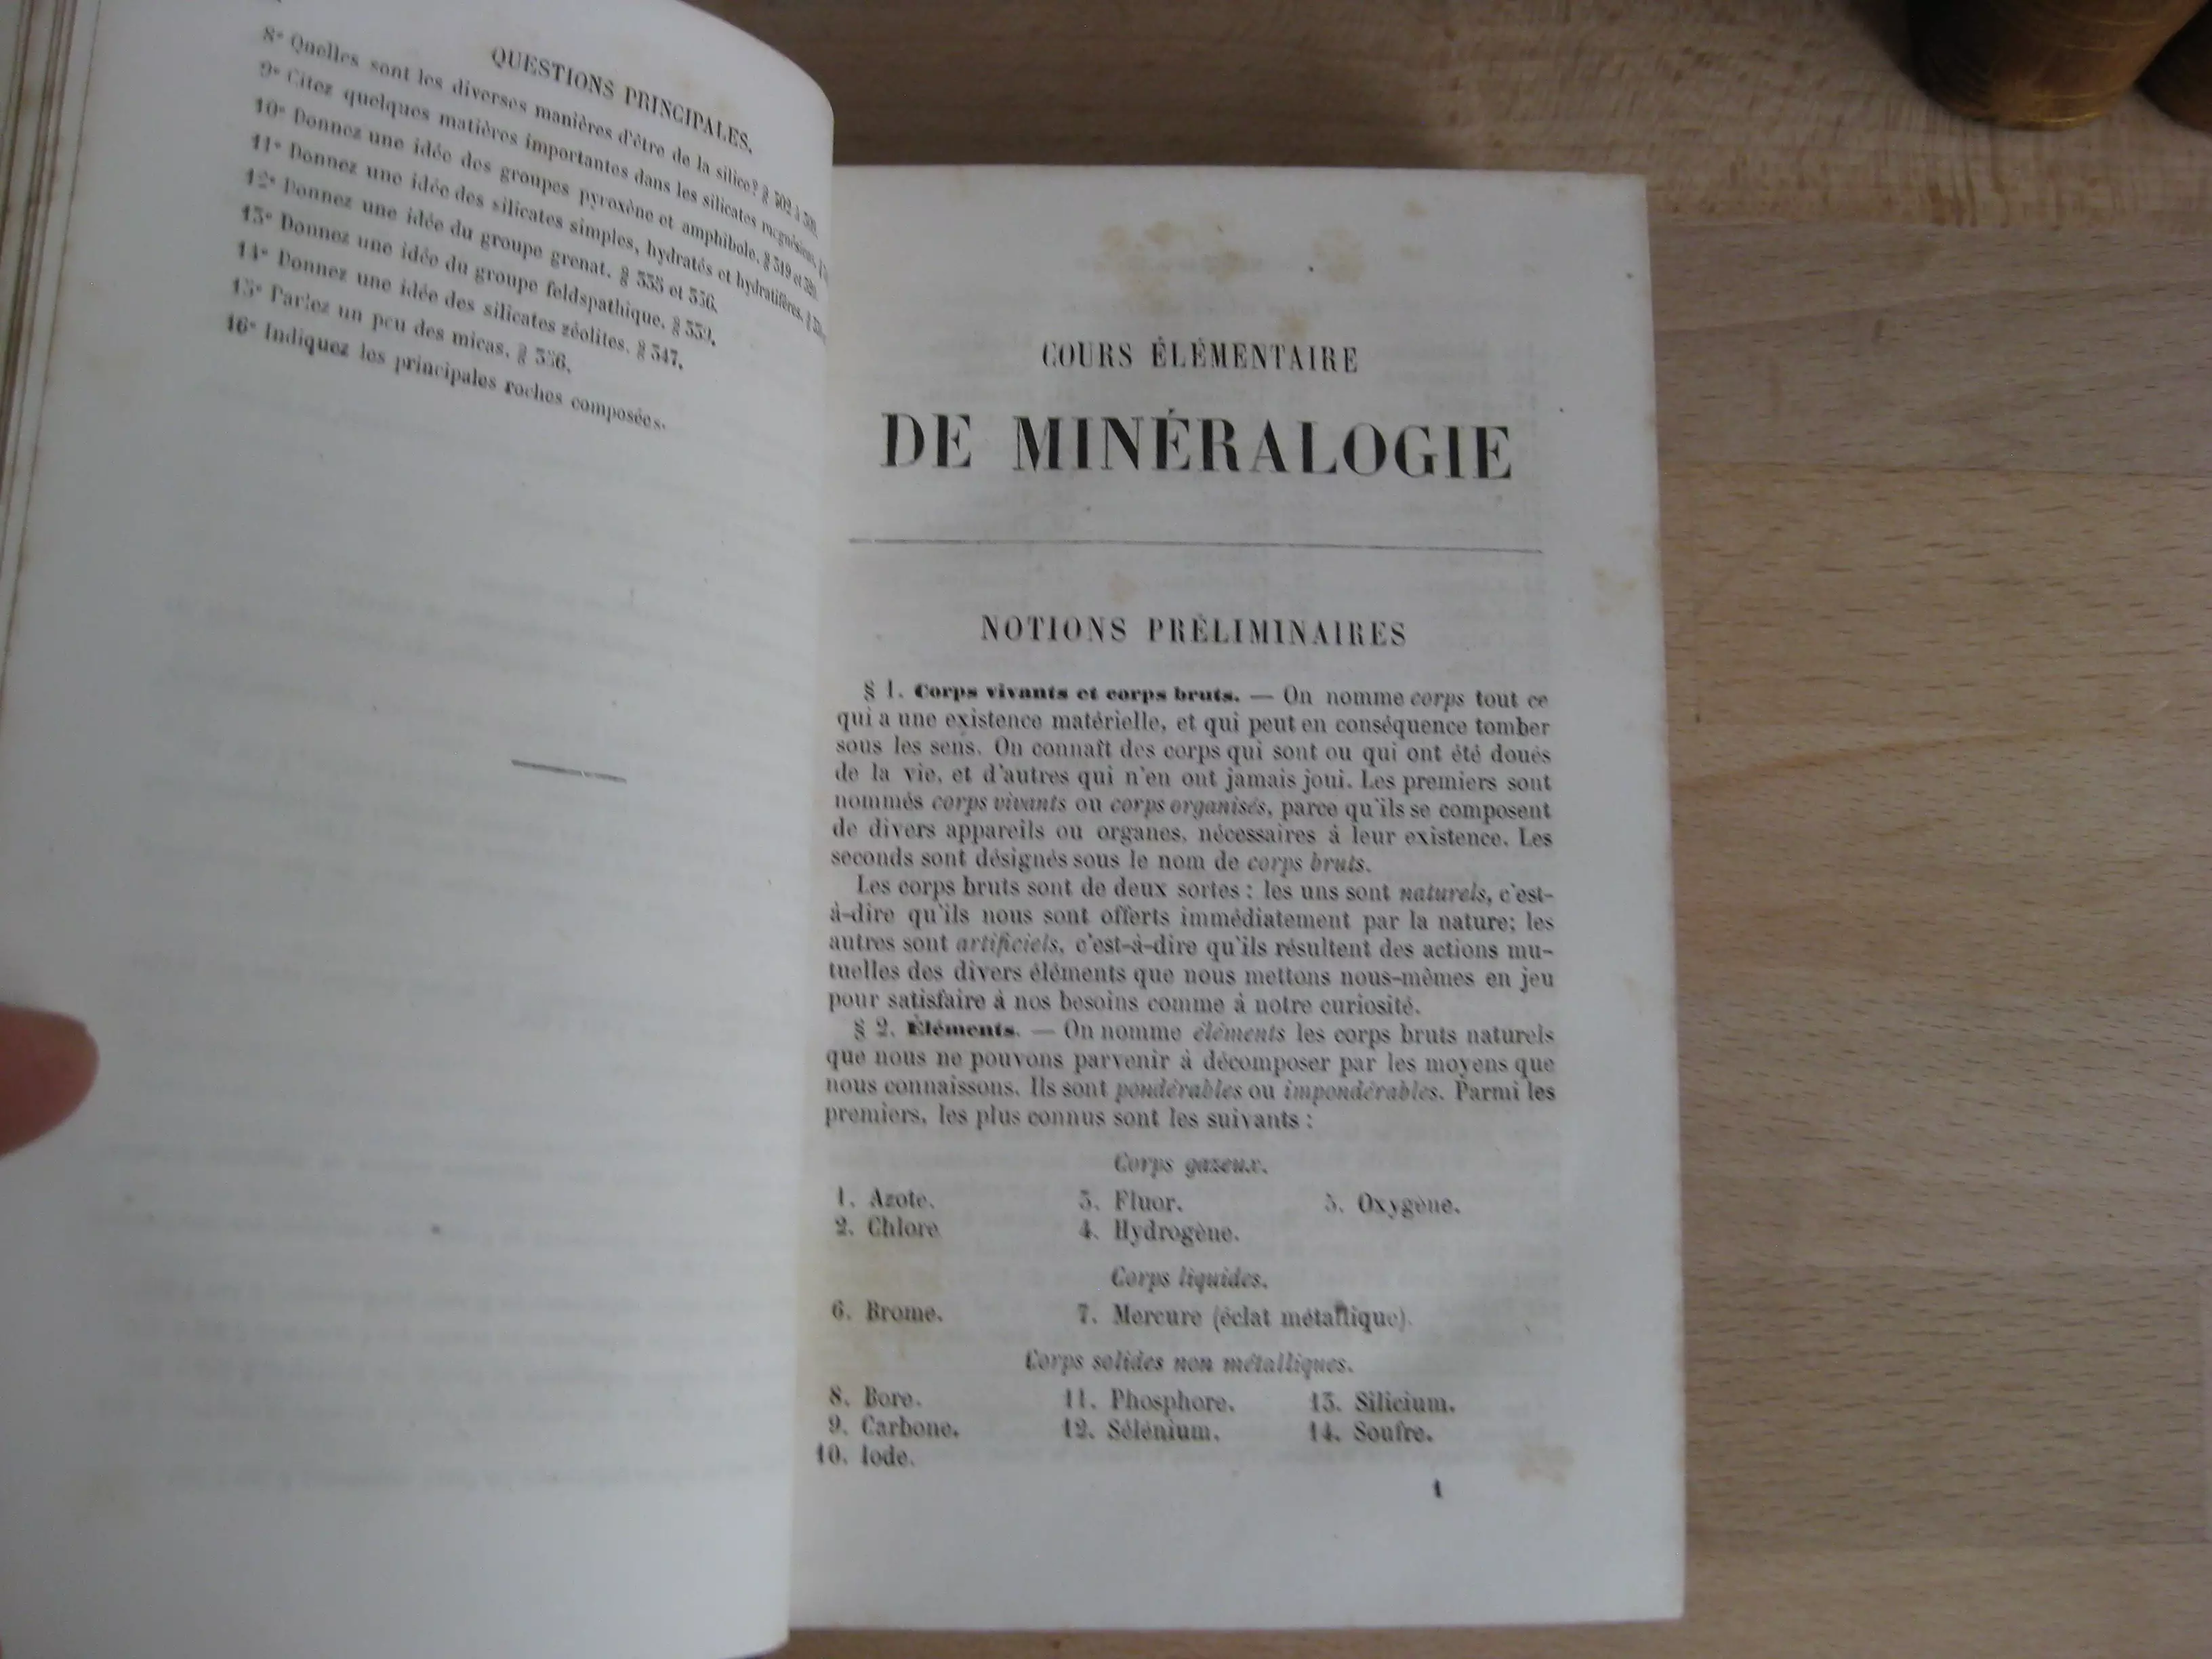 QUESTIONS PRINCIPALES.
8° Quelles sont les diverses manières d'être de la silice? § 302 à 309.
9° Citez quelques matières importantes dans les silicates magnésiens,
10° Donnez une idée des groupes pyroxène et amphibole. § 319 et 320.
11° Donnez une idée des silicates simples, hydratés et hydratifères. §
12° Donnez une idée du groupe grenat. § 335 et 336.
13° Donnez une idée du groupe feldspathique. § 339.
14° Donnez une idée des silicates zéolites. § 347.
15° Parlez un peu des micas. § 356.
16° Indiquez les principales roches composées.
COURS ÉLÉMENTAIRE
DE MINÉRALOGIE
NOTIONS PRÉLIMINAIRES
§ 1. Corps vivants et corps bruts. — On nomme corps tout ce
qui a une existence matérielle, et qui peut en conséquence tomber
sous les sens. On connaît des corps qui sont ou qui ont été doués
de la vie, et d'autres qui n'en ont jamais joui. Les premiers sont
nommés corps vivants ou corps organisés, parce qu'ils se composent
de divers appareils ou organes, nécessaires à leur existence. Les
seconds sont désignés sous le nom de corps bruts.
Les corps bruts sont de deux sortes : les uns sont naturels, c'est-
à-dire qu'ils nous sont offerts immédiatement par la nature; les
autres sont artificiels, c'est-à-dire qu'ils résultent des actions mu-
tuelles des divers éléments que nous mettons nous-mêmes en jeu
pour satisfaire à nos besoins comme à notre curiosité.
§ 2. Éléments. — On nomme éléments les corps bruts naturels
que nous ne pouvons parvenir à décomposer par les moyens que
nous connaissons. Ils sont pondérables ou impondérables. Parmi les
premiers, les plus connus sont les suivants :
Corps gazeux.
1. Azote. 3. Fluor. 5. Oxygène.
2. Chlore 4. Hydrogène.
Corps liquides.
6. Brome. 7. Mercure (éclat métallique).
Corps solides non métalliques.
8. Bore. 11. Phosphore. 13. Silicium.
9. Carbone. 12. Sélénium. 14. Soufre.
10. Iode.
1